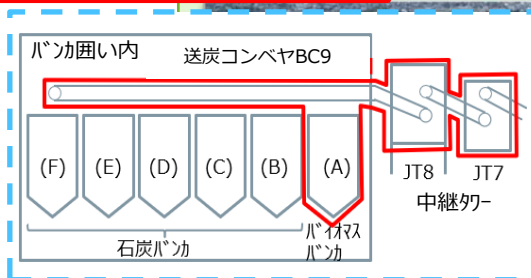 バンカ囲い内
送炭コンベヤBC9
(F) (E) (D) (C) (B) (A)
JT8 JT7
中継タワー
石炭バンカ
バイオマス
バンカ